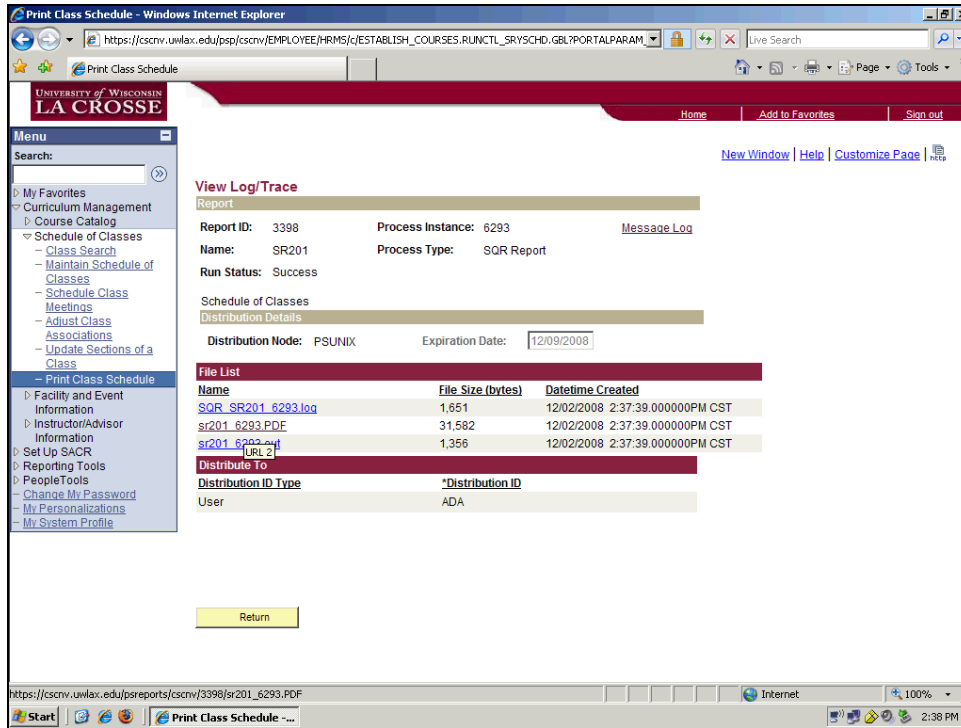 Print Class Schedule - Windows Internet Explorer
https://cscnv.uwlax.edu/psp/cscnv/EMPLOYEE/HRMS/c/ESTABLISH_COURSES.RUNCTL_SRYSCHD.GBL?PORTALPARAM_
Live Search
Print Class Schedule
Page
Tools
UNIVERSITY of WISCONSIN
LA CROSSE
Home
Add to Favorites
Sign out
New Window | Help | Customize Page |
http
Menu
Search:
My Favorites
Curriculum Management
Course Catalog
Schedule of Classes
– Class Search
– Maintain Schedule of
Classes
– Schedule Class
Meetings
– Adjust Class
Associations
– Update Sections of a
Class
– Print Class Schedule
Facility and Event
Information
Instructor/Advisor
Information
Set Up SACR
Reporting Tools
PeopleTools
– Change My Password
– My Personalizations
– My System Profile
View Log/Trace
Report
Report ID: 3398 Process Instance: 6293 Message Log
Name: SR201 Process Type: SQR Report
Run Status: Success
Schedule of Classes
Distribution Details
Distribution Node: PSUNIX Expiration Date: 12/09/2008
File List
Name File Size (bytes) Datetime Created
SQR_SR201_6293.log 1,651 12/02/2008 2:37:39.000000PM CST
sr201_6293.PDF 31,582 12/02/2008 2:37:39.000000PM CST
sr201_6293.out 1,356 12/02/2008 2:37:39.000000PM CST
URL 2
Distribute To
Distribution ID Type *Distribution ID
User ADA
Return
https://cscnv.uwlax.edu/psreports/cscnv/3398/sr201_6293.PDF
Internet
100%
Start
Print Class Schedule -...
2:38 PM